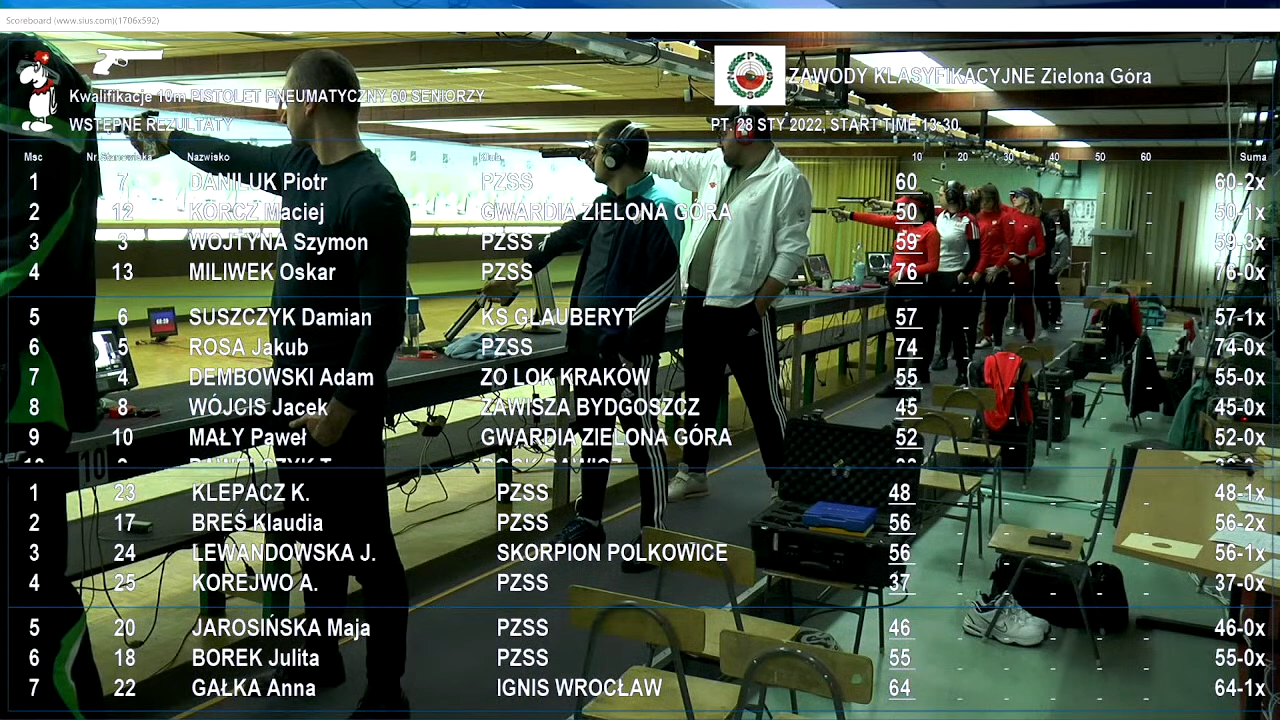 Scoreboard (www.sius.com)(1706x592)
ZAWODY KLASYFIKACYJNE Zielona Góra
Kwalifikacje 10m PISTOLET PNEUMATYCZNY 60 SENIORZY
WSTĘPNE REZULTATY PT. 28 STY 2022, START TIME 13:30
Msc Nr Stanowiska Nazwisko Klub 10 20 30 40 50 60 Suma
1 7 DANILUK Piotr PZSS 60 - - - - - 60-2x
2 12 KORCZ Maciej GWARDIA ZIELONA GÓRA 50 - - - - - 50-1x
3 3 WOJTYNA Szymon PZSS 59 - - - - - 59-3x
4 13 MILIWEK Oskar PZSS 76 - - - - - 76-0x
5 6 SUSZCZYK Damian KS GLAUBERYT 57 - - - - - 57-1x
6 5 ROSA Jakub PZSS 74 - - - - - 74-0x
7 4 DEMBOWSKI Adam ZO LOK KRAKÓW 55 - - - - - 55-0x
8 8 WÓJCIS Jacek ZAWISZA BYDGOSZCZ 45 - - - - - 45-0x
9 10 MAŁY Paweł GWARDIA ZIELONA GÓRA 52 - - - - - 52-0x
10
1 23 KLEPACZ K. PZSS 48 - - - - - 48-1x
2 17 BREŚ Klaudia PZSS 56 - - - - - 56-2x
3 24 LEWANDOWSKA J. SKORPION POLKOWICE 56 - - - - - 56-1x
4 25 KOREJWO A. PZSS 37 - - - - - 37-0x
5 20 JAROSIŃSKA Maja PZSS 46 - - - - - 46-0x
6 18 BOREK Julita PZSS 55 - - - - - 55-0x
7 22 GAŁKA Anna IGNIS WROCŁAW 64 - - - - - 64-1x